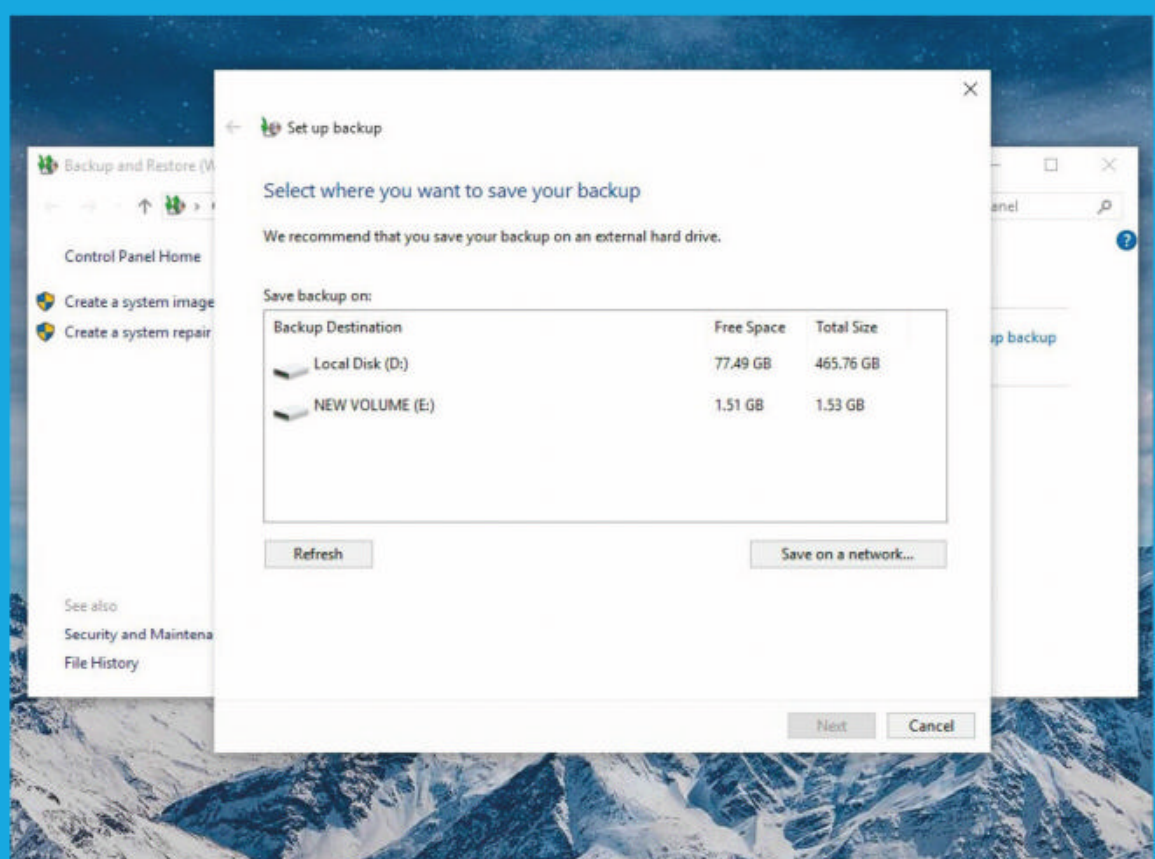 Set up backup
Select where you want to save your backup
We recommend that you save your backup on an external hard drive.
Save backup on:
Backup Destination Free Space Total Size
Local Disk (D:) 77.49 GB 465.76 GB
NEW VOLUME (E:) 1.51 GB 1.53 GB
Refresh Save on a network...
Next Cancel
Backup and Restore (W
anel
Control Panel Home
Create a system image
Create a system repair
up backup
See also
Security and Maintena
File History